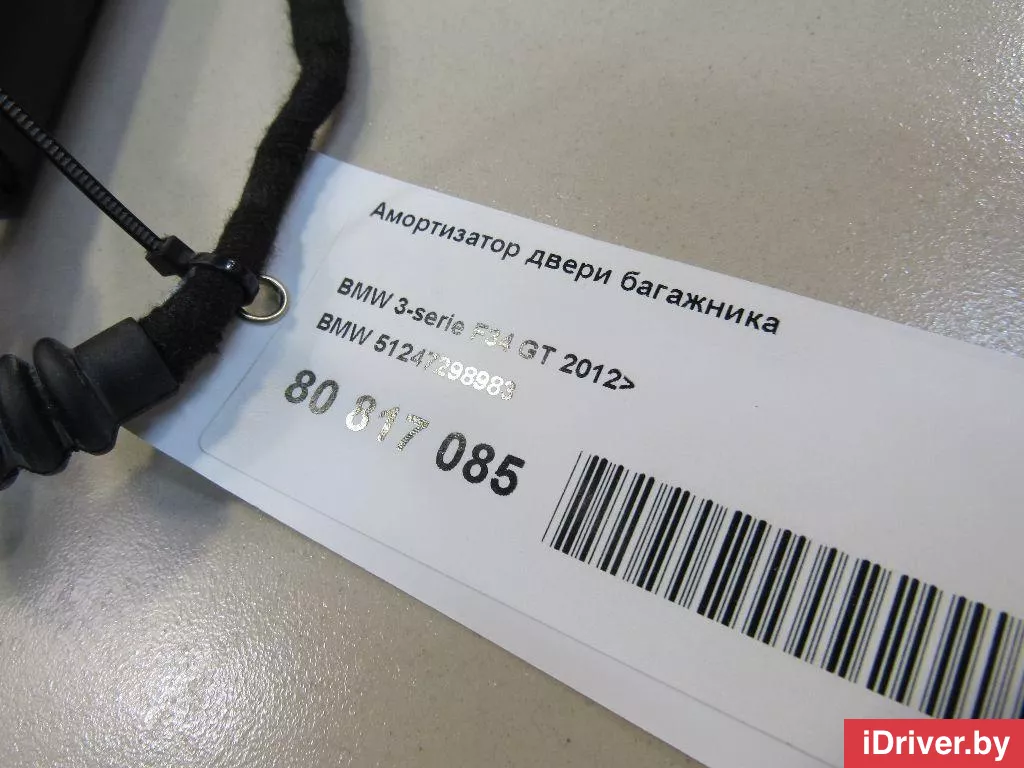 Амортизатор двери багажника
BMW 3-serie F34 GT 2012>
BMW 51247298983
80 817 085
iDriver.by